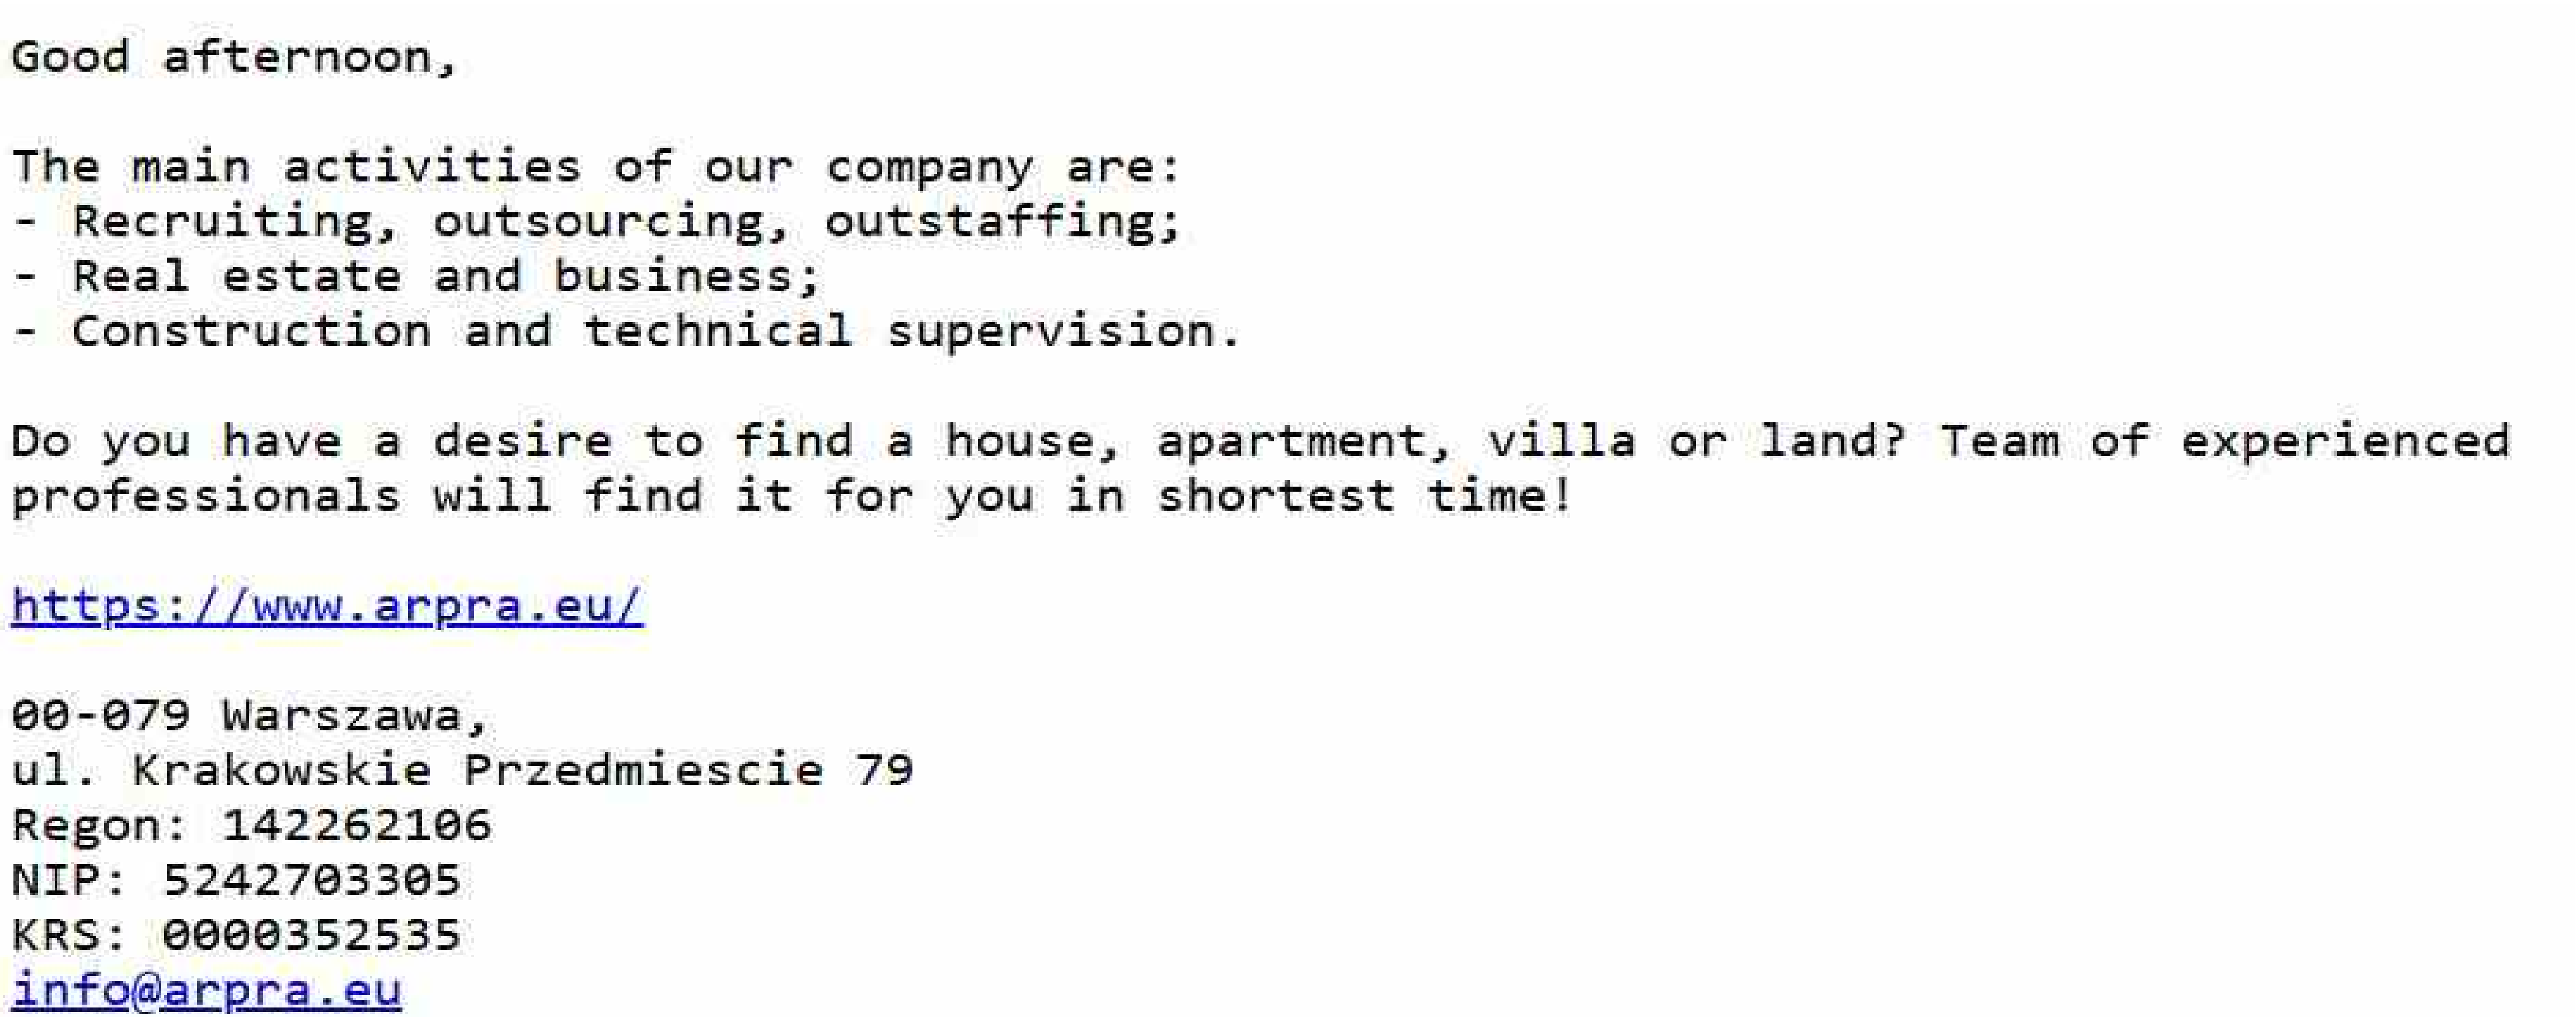 Good afternoon,
The main activities of our company are:
- Recruiting, outsourcing, outstaffing;
- Real estate and business;
- Construction and technical supervision.
Do you have a desire to find a house, apartment, villa or land? Team of experienced
professionals will find it for you in shortest time!
https://www.arpra.eu/
00-079 Warszawa,
ul. Krakowskie Przedmiescie 79
Regon: 142262106
NIP: 5242703305
KRS: 0000352535
info@arpra.eu